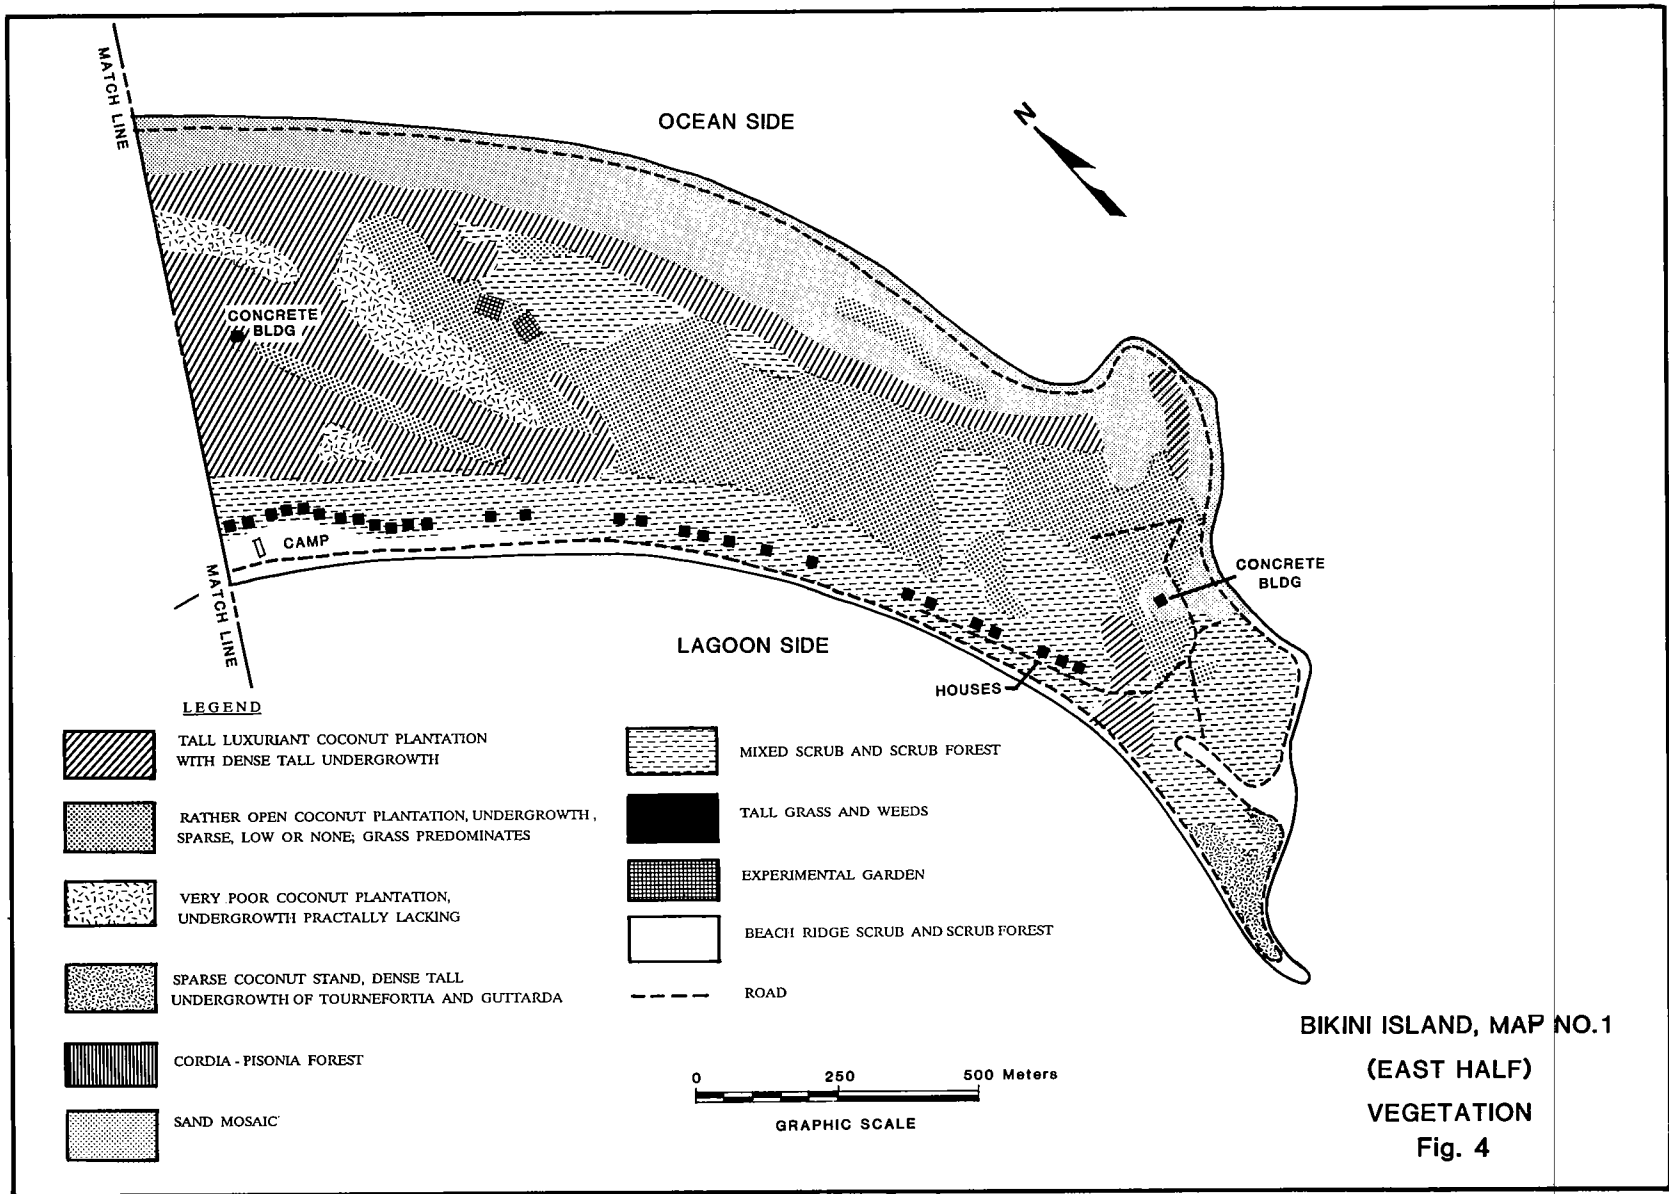 MATCH LINE
OCEAN SIDE
N
CONCRETE
BLDG
CAMP
MATCH LINE
LAGOON SIDE
HOUSES
CONCRETE
BLDG
LEGEND
TALL LUXURIANT COCONUT PLANTATION
WITH DENSE TALL UNDERGROWTH
RATHER OPEN COCONUT PLANTATION, UNDERGROWTH,
SPARSE, LOW OR NONE; GRASS PREDOMINATES
VERY POOR COCONUT PLANTATION,
UNDERGROWTH PRACTALLY LACKING
SPARSE COCONUT STAND, DENSE TALL
UNDERGROWTH OF TOURNEFORTIA AND GUTTARDA
CORDIA - PISONIA FOREST
SAND MOSAIC
MIXED SCRUB AND SCRUB FOREST
TALL GRASS AND WEEDS
EXPERIMENTAL GARDEN
BEACH RIDGE SCRUB AND SCRUB FOREST
ROAD
0 250 500 Meters
GRAPHIC SCALE
BIKINI ISLAND, MAP NO.1
(EAST HALF)
VEGETATION
Fig. 4